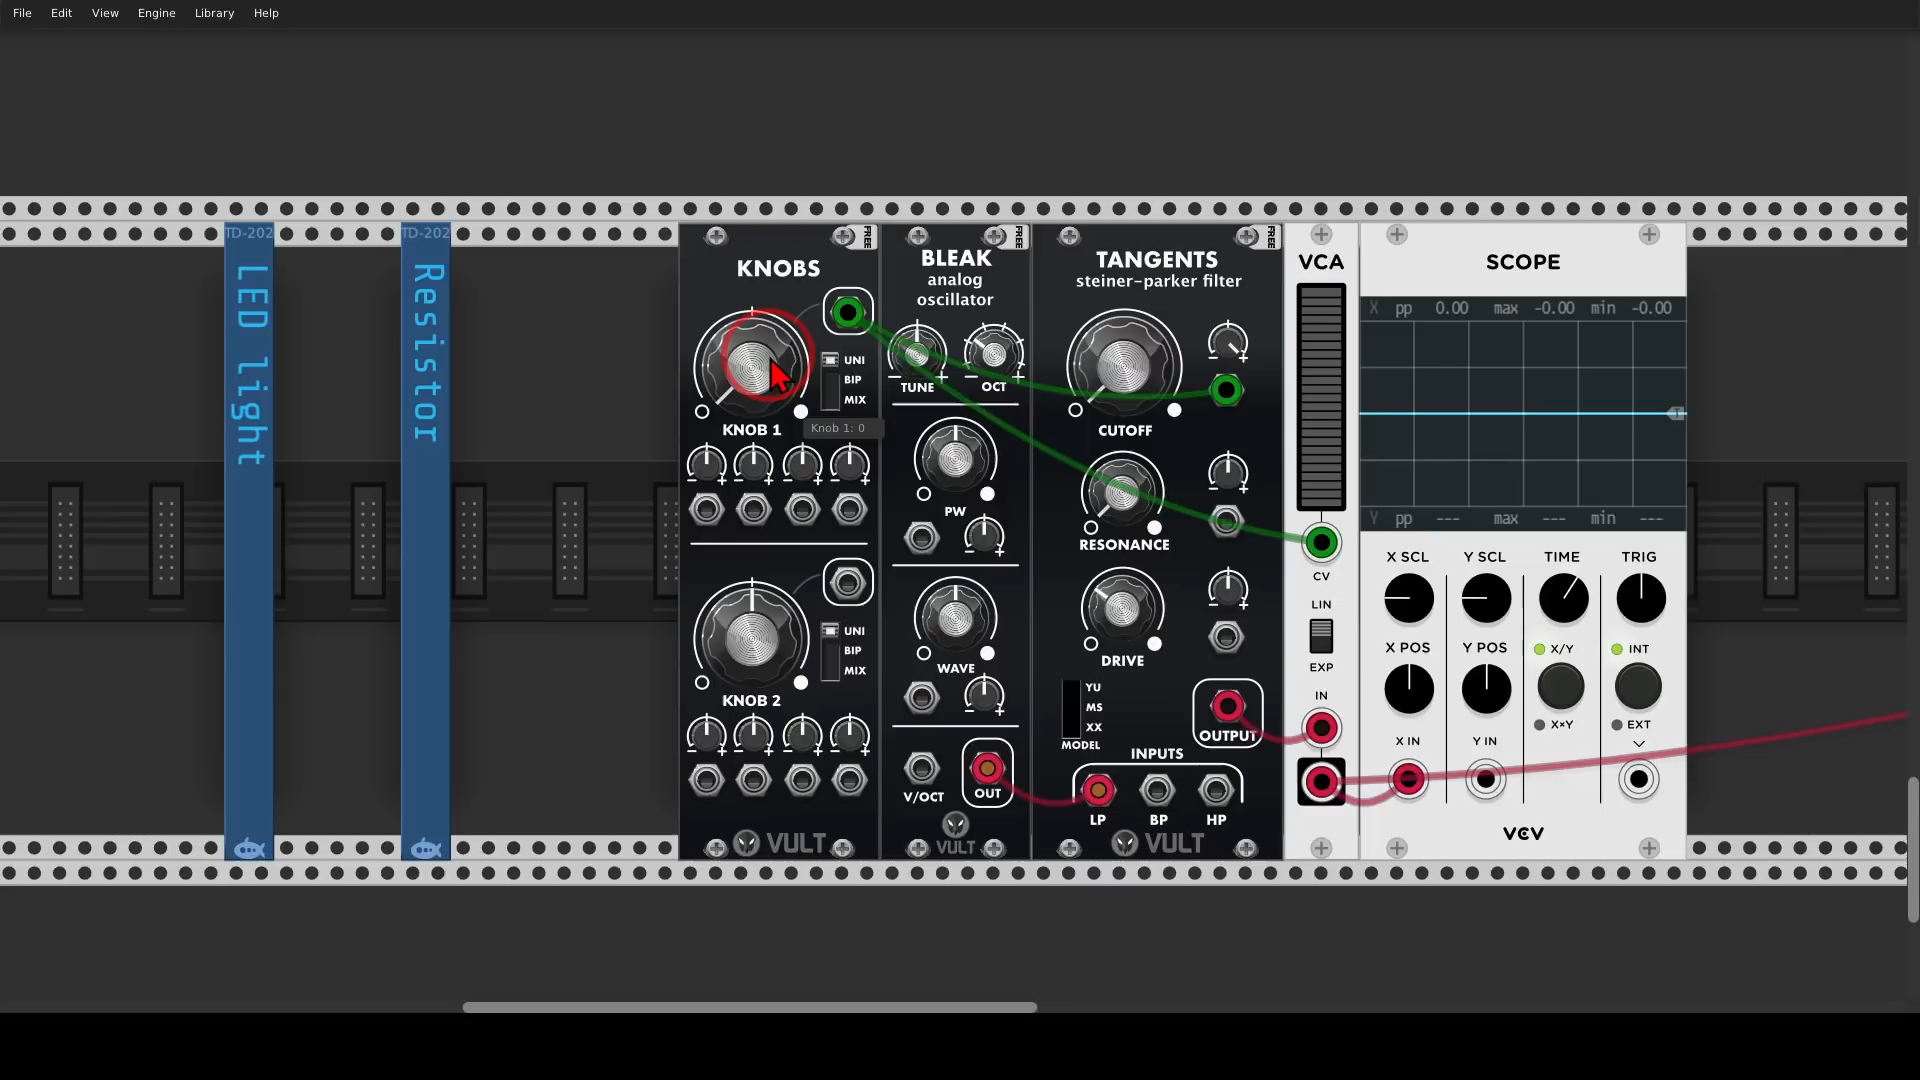 File Edit View Engine Library Help
TD-202
LED light
TD-202
Resistor
FREE
KNOBS
UNI
BIP
MIX
KNOB 1
Knob 1: 0
UNI
BIP
MIX
KNOB 2
VULT
FREE
BLEAK
analog
oscillator
TUNE OCT
PW
WAVE
V/OCT OUT
VULT
FREE
TANGENTS
steiner-parker filter
CUTOFF
RESONANCE
DRIVE
YU
MS
XX
MODEL
OUTPUT
INPUTS
LP BP HP
VULT
VCA
CV
LIN
EXP
IN
SCOPE
X pp 0.00 max -0.00 min -0.00
T
Y pp --- max --- min ---
X SCL Y SCL TIME TRIG
X POS Y POS X/Y INT
X×Y EXT
X IN Y IN
VCV